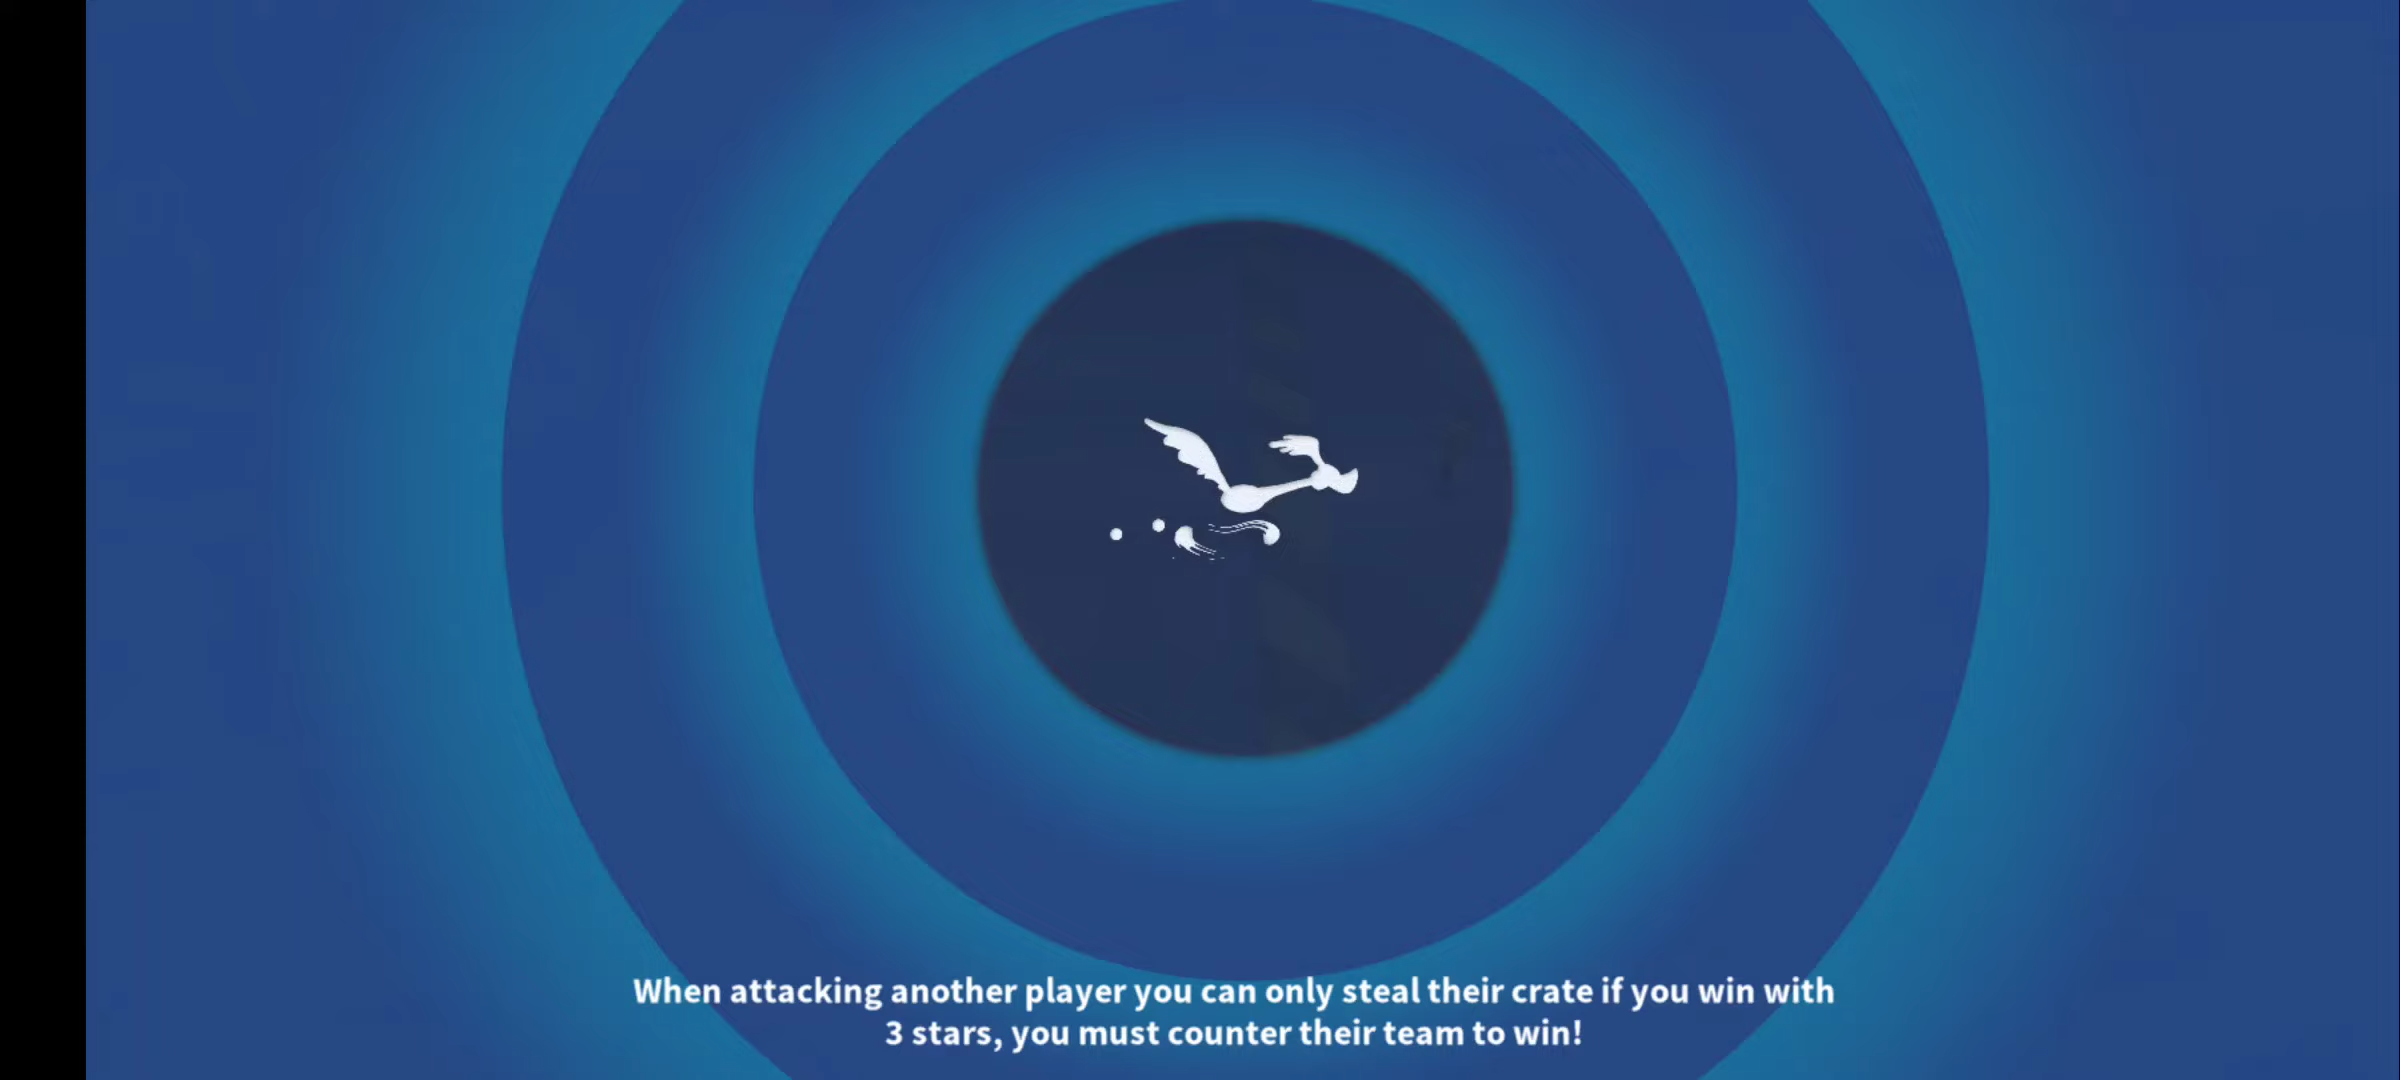 When attacking another player you can only steal their crate if you win with
3 stars, you must counter their team to win!